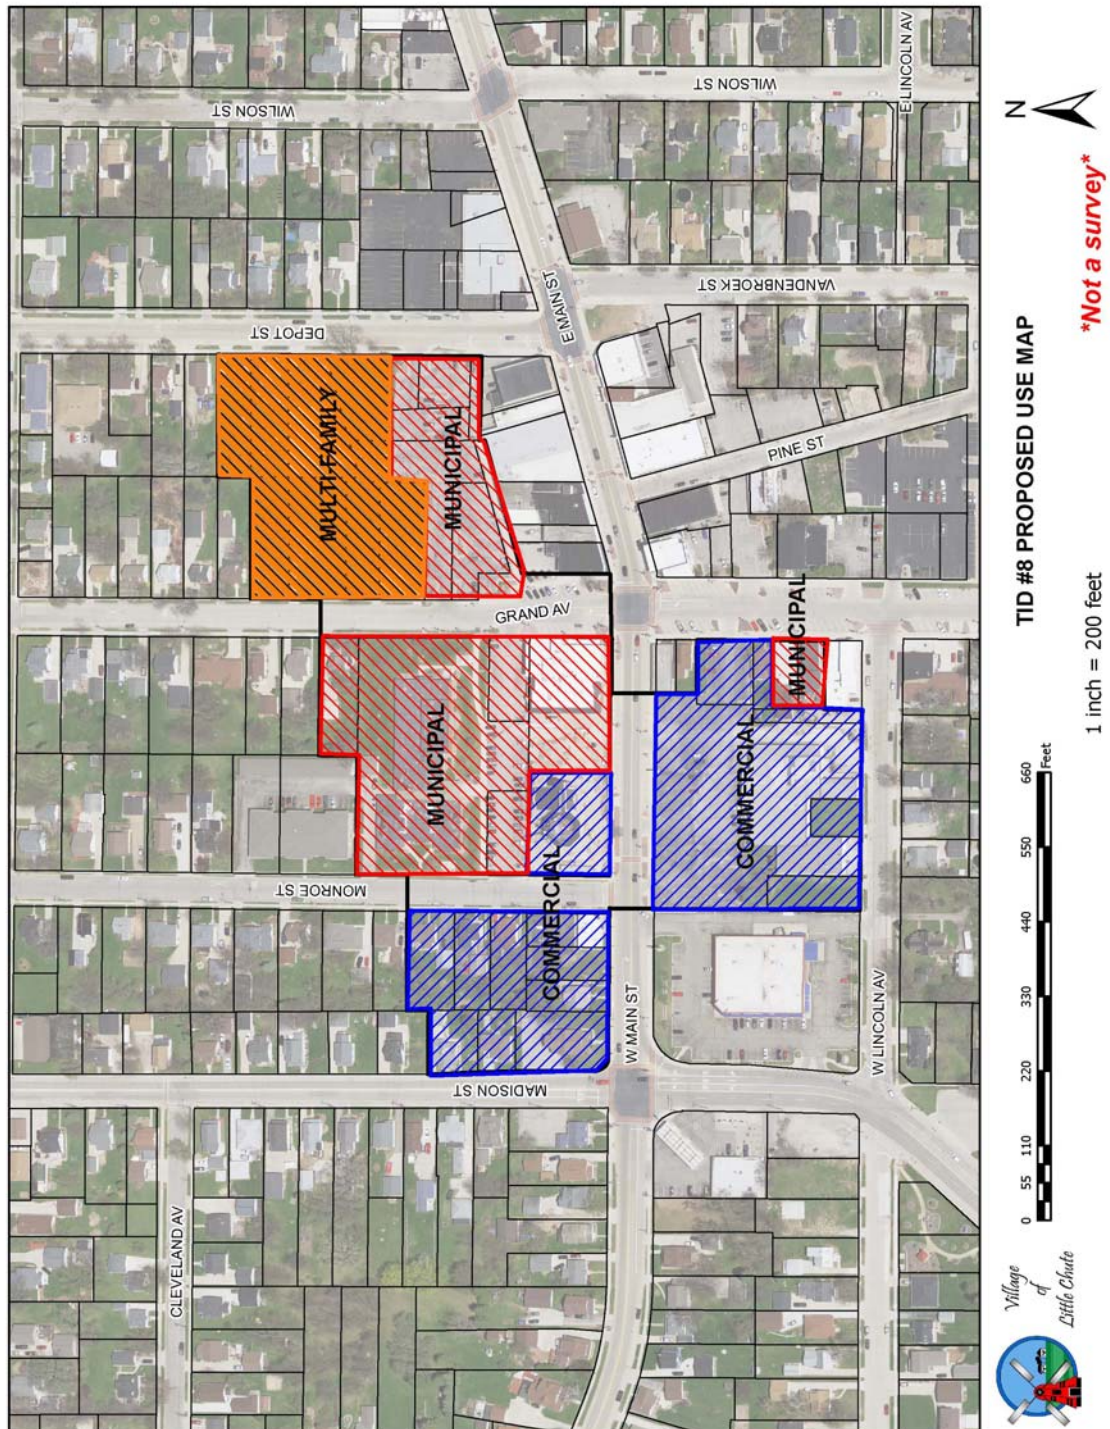 WILSON ST
WILSON ST
E LINCOLN AV
DEPOT ST
E MAIN ST
VANDENBROEK ST
MULTI-FAMILY
MUNICIPAL
PINE ST
GRAND AV
MUNICIPAL
MUNICIPAL
COMMERCIAL
MONROE ST
COMMERCIAL
W MAIN ST
W LINCOLN AV
MADISON ST
CLEVELAND AV
N
TID #8 PROPOSED USE MAP
*Not a survey*
1 inch = 200 feet
0 55 110 220 330 440 550 660
Feet
Village
of
Little Chute